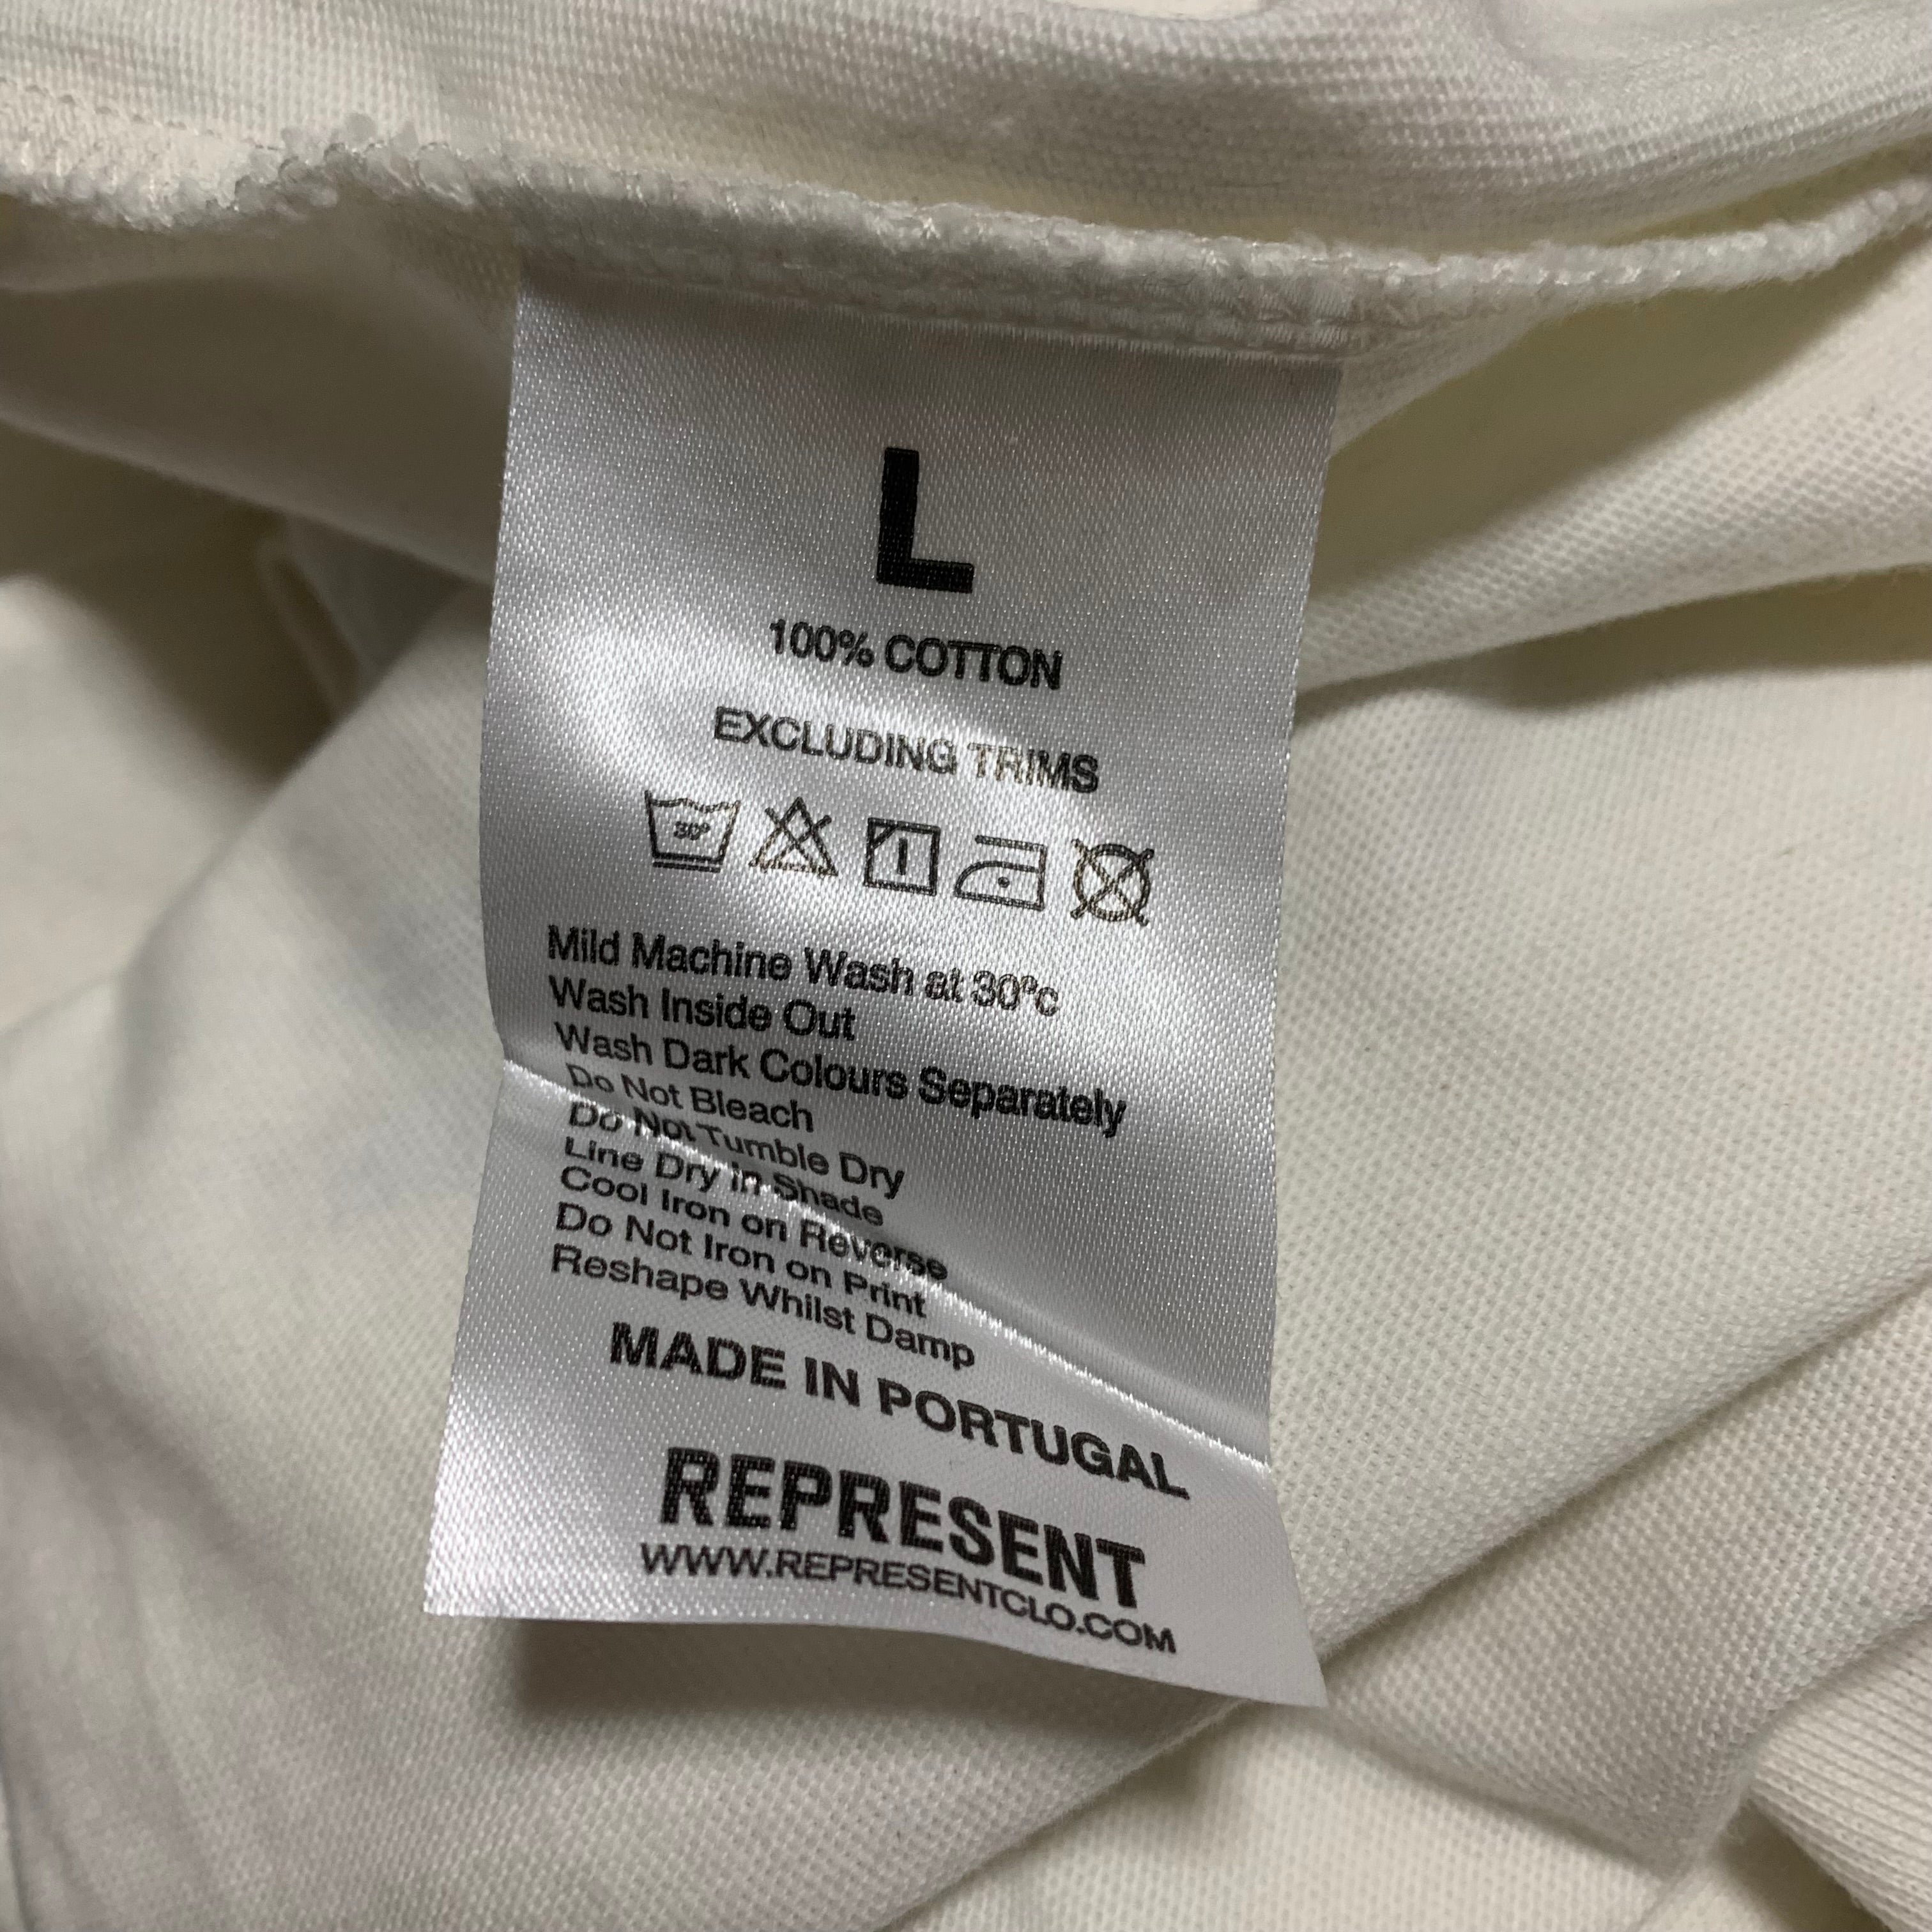 L
100% COTTON
EXCLUDING TRIMS
30°
Mild Machine Wash at 30ºc
Wash Inside Out
Wash Dark Colours Separately
Do Not Bleach
Do Not Tumble Dry
Line Dry in Shade
Cool Iron on Reverse
Do Not Iron on Print
Reshape Whilst Damp
MADE IN PORTUGAL
REPRESENT
WWW.REPRESENTCLO.COM